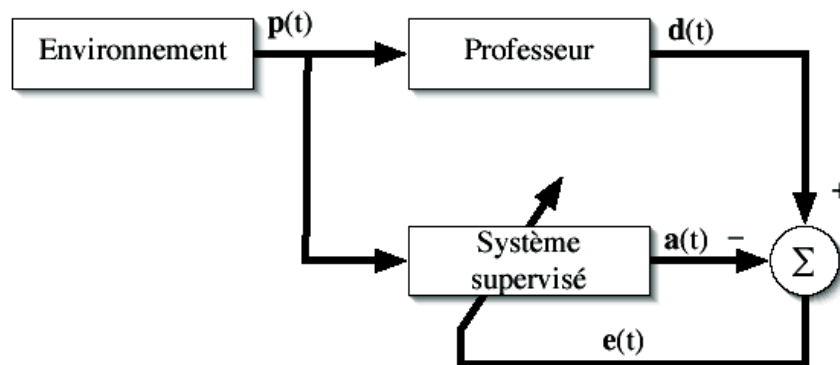 Environnement
p(t)
Professeur
d(t)
+
Système
supervisé
a(t)
−
Σ
e(t)